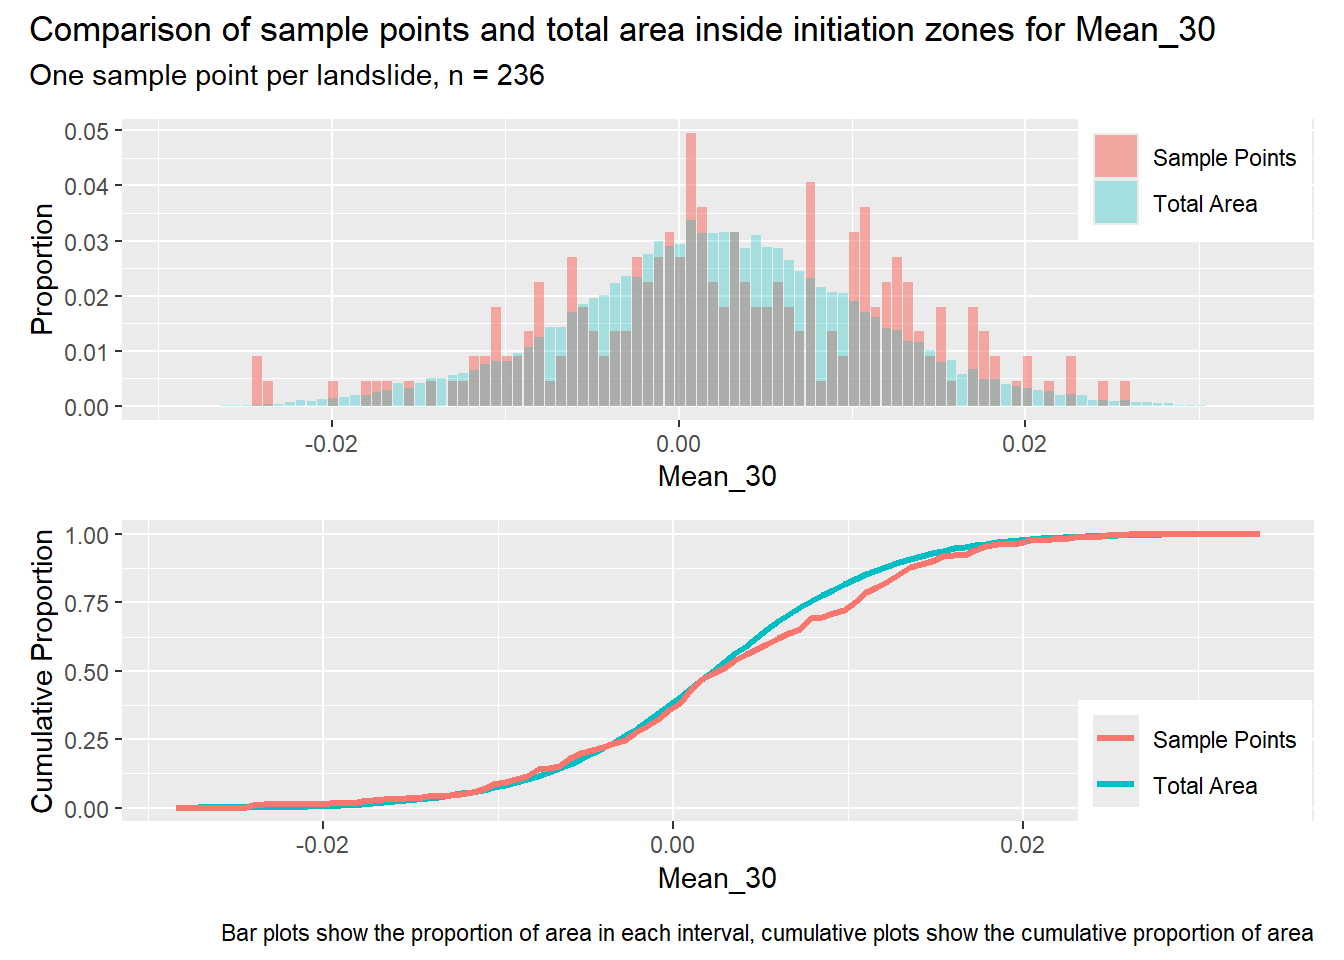 Comparison of sample points and total area inside initiation zones for Mean_30
One sample point per landslide, n = 236
0.05
0.04
0.03
0.02
0.01
0.00
Proportion
Sample Points
Total Area
-0.02
0.00
0.02
Mean_30
1.00
0.75
0.50
0.25
0.00
Cumulative Proportion
Sample Points
Total Area
-0.02
0.00
0.02
Mean_30
Bar plots show the proportion of area in each interval, cumulative plots show the cumulative proportion of area